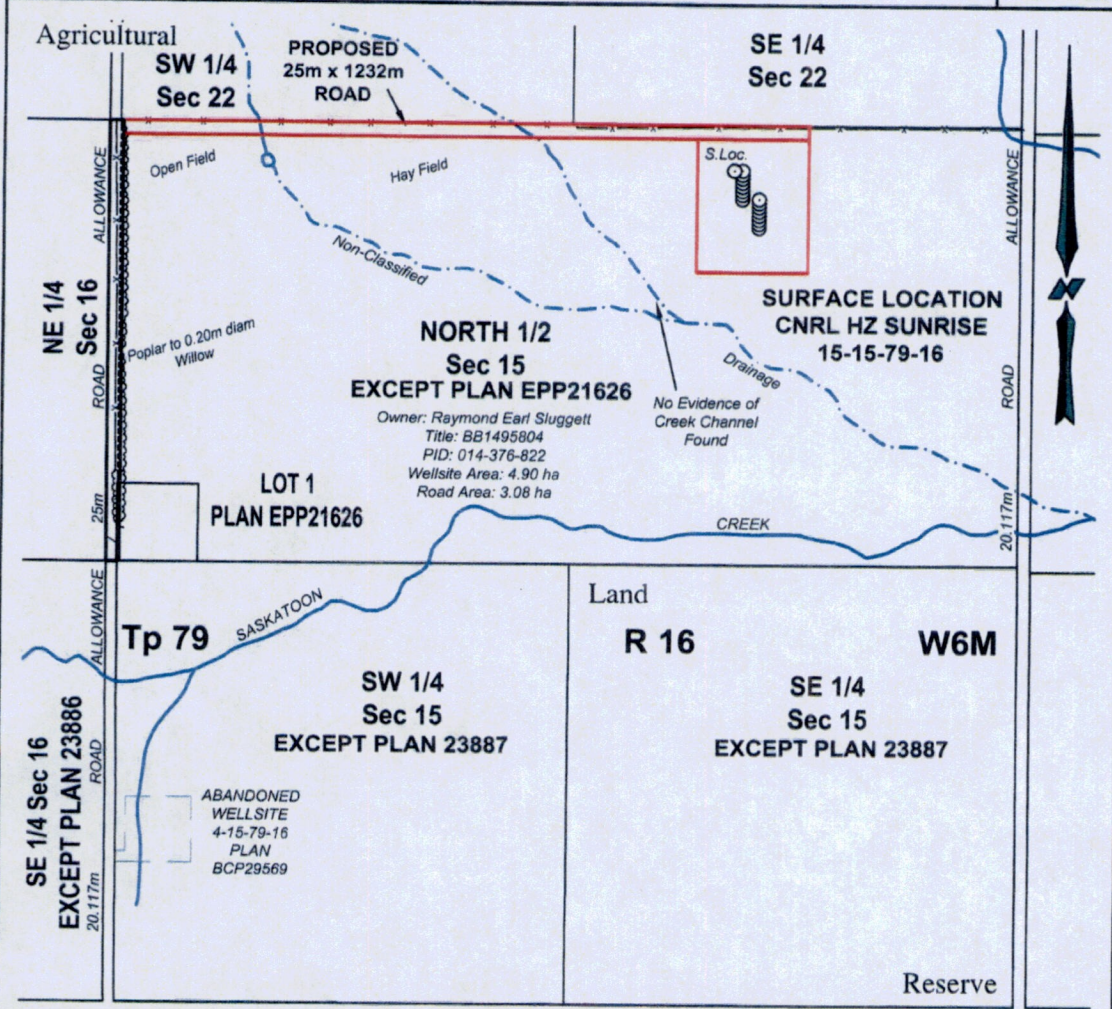 Agricultural
SW 1/4
Sec 22
PROPOSED
25m x 1232m
ROAD
SE 1/4
Sec 22
Open Field
Hay Field
S.Loc.
ALLOWANCE
ALLOWANCE
Non-Classified
NE 1/4
Sec 16
Poplar to 0.20m diam
Willow
SURFACE LOCATION
CNRL HZ SUNRISE
15-15-79-16
NORTH 1/2
Sec 15
EXCEPT PLAN EPP21626
Owner: Raymond Earl Sluggett
Title: BB1495804
PID: 014-376-822
Wellsite Area: 4.90 ha
Road Area: 3.08 ha
Drainage
No Evidence of
Creek Channel
Found
ROAD
ROAD
LOT 1
PLAN EPP21626
25m
20.117m
CREEK
SASKATOON
ALLOWANCE
Land
Tp 79
R 16
W6M
SW 1/4
Sec 15
EXCEPT PLAN 23887
SE 1/4
Sec 15
EXCEPT PLAN 23887
SE 1/4 Sec 16
EXCEPT PLAN 23886
ROAD
20.117m
ABANDONED
WELLSITE
4-15-79-16
PLAN
BCP29569
Reserve